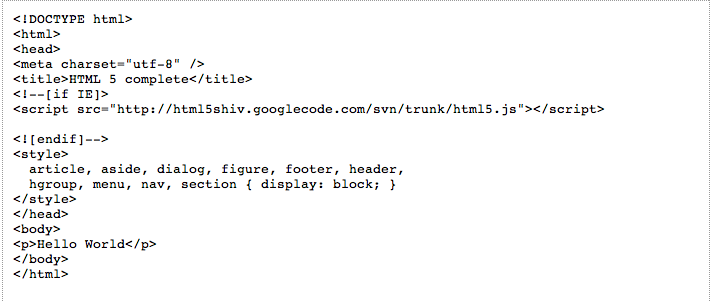 <!DOCTYPE html>
<html>
<head>
<meta charset="utf-8" />
<title>HTML 5 complete</title>
<!--[if IE]>
<script src="http://html5shiv.googlecode.com/svn/trunk/html5.js"></script>
<![endif]-->
<style>
article, aside, dialog, figure, footer, header,
hgroup, menu, nav, section { display: block; }
</style>
</head>
<body>
<p>Hello World</p>
</body>
</html>